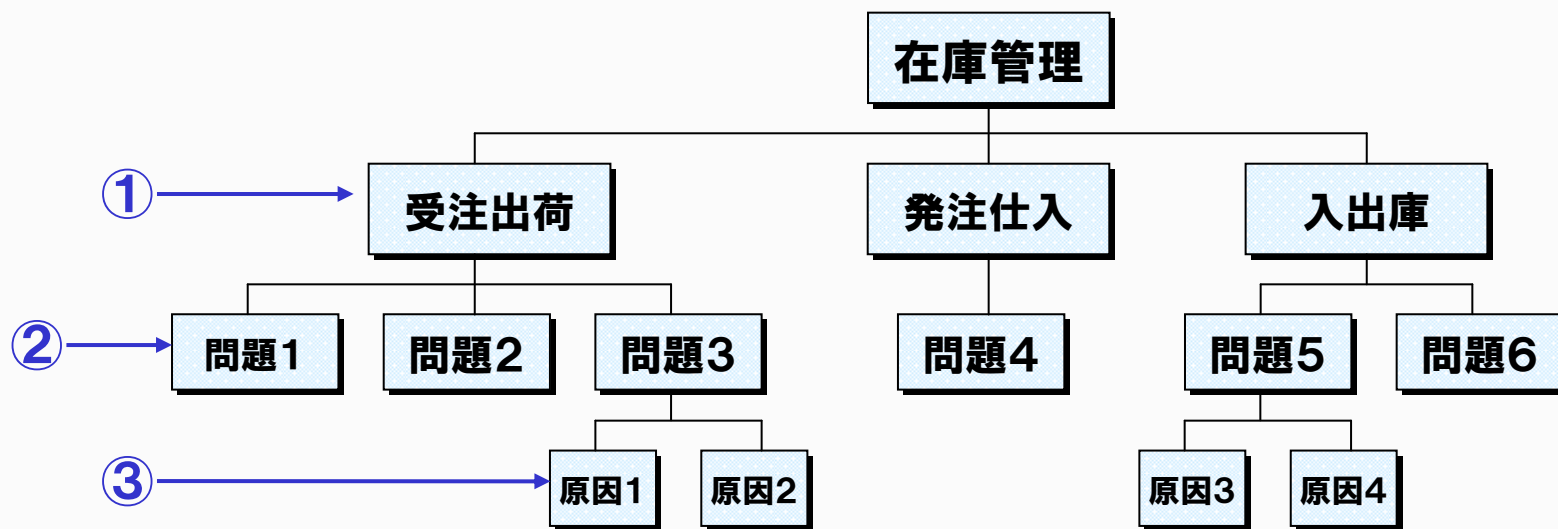 在庫管理
①
受注出荷
発注仕入
入出庫
②
問題1
問題2
問題3
問題4
問題5
問題6
③
原因1
原因2
原因3
原因4